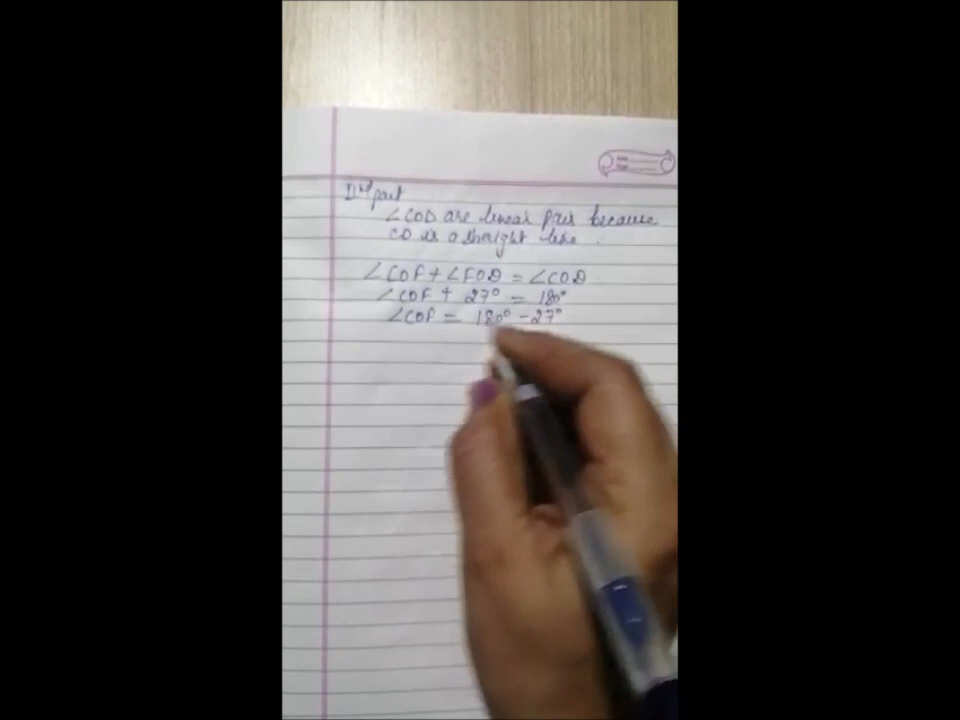 IInd part
∠COD are linear pair because
CD is a straight line.
∠COF + ∠FOD = ∠COD
∠COF + 27° = 180°
∠COF = 180° - 27°